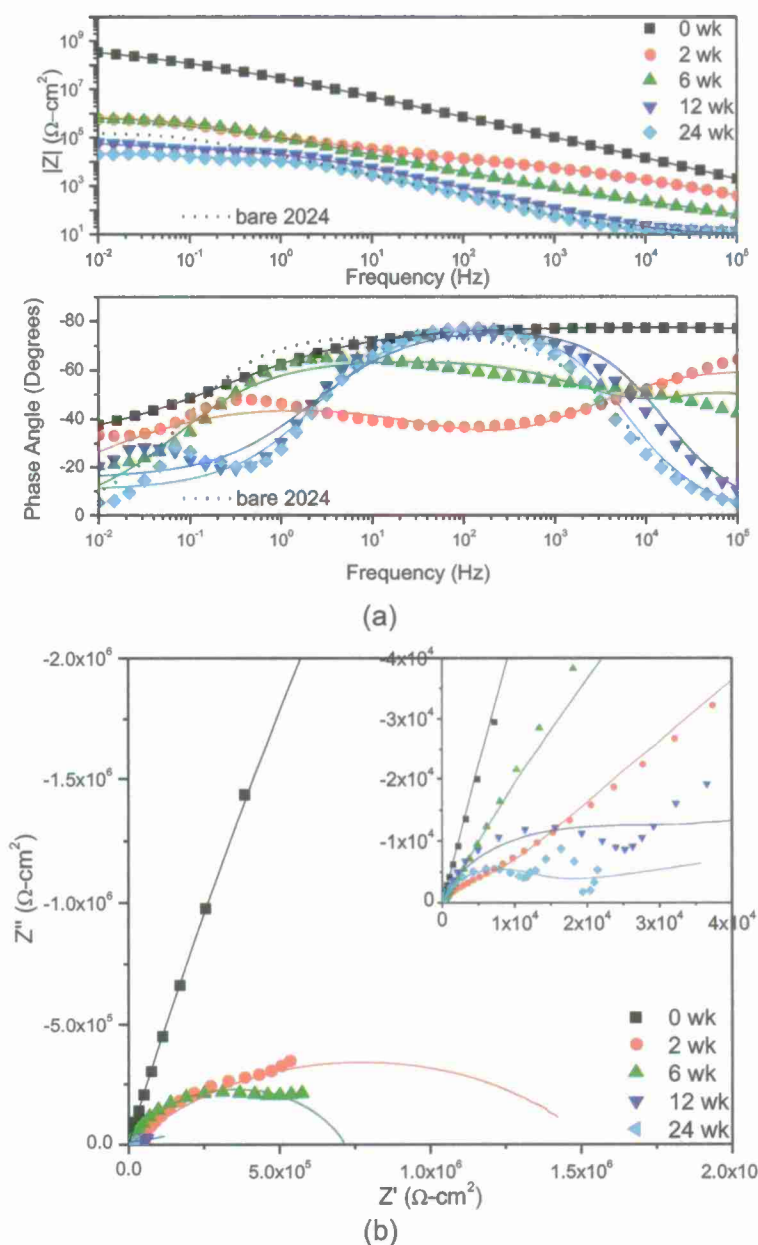 10⁹
10⁷
10⁵
10³
10¹
|Z| (Ω–cm²)
0 wk
2 wk
6 wk
12 wk
24 wk
bare 2024
10⁻² 10⁻¹ 10⁰ 10¹ 10² 10³ 10⁴ 10⁵
Frequency (Hz)
-80
-60
-40
-20
0
Phase Angle (Degrees)
bare 2024
10⁻² 10⁻¹ 10⁰ 10¹ 10² 10³ 10⁴ 10⁵
Frequency (Hz)
(a)
-2.0x10⁶
-1.5x10⁶
-1.0x10⁶
-5.0x10⁵
0.0
Z'' (Ω-cm²)
-4x10⁴
-3x10⁴
-2x10⁴
-1x10⁴
0
0 1x10⁴ 2x10⁴ 3x10⁴ 4x10⁴
0 wk
2 wk
6 wk
12 wk
24 wk
0.0 5.0x10⁵ 1.0x10⁶ 1.5x10⁶ 2.0x10⁶
Z' (Ω-cm²)
(b)